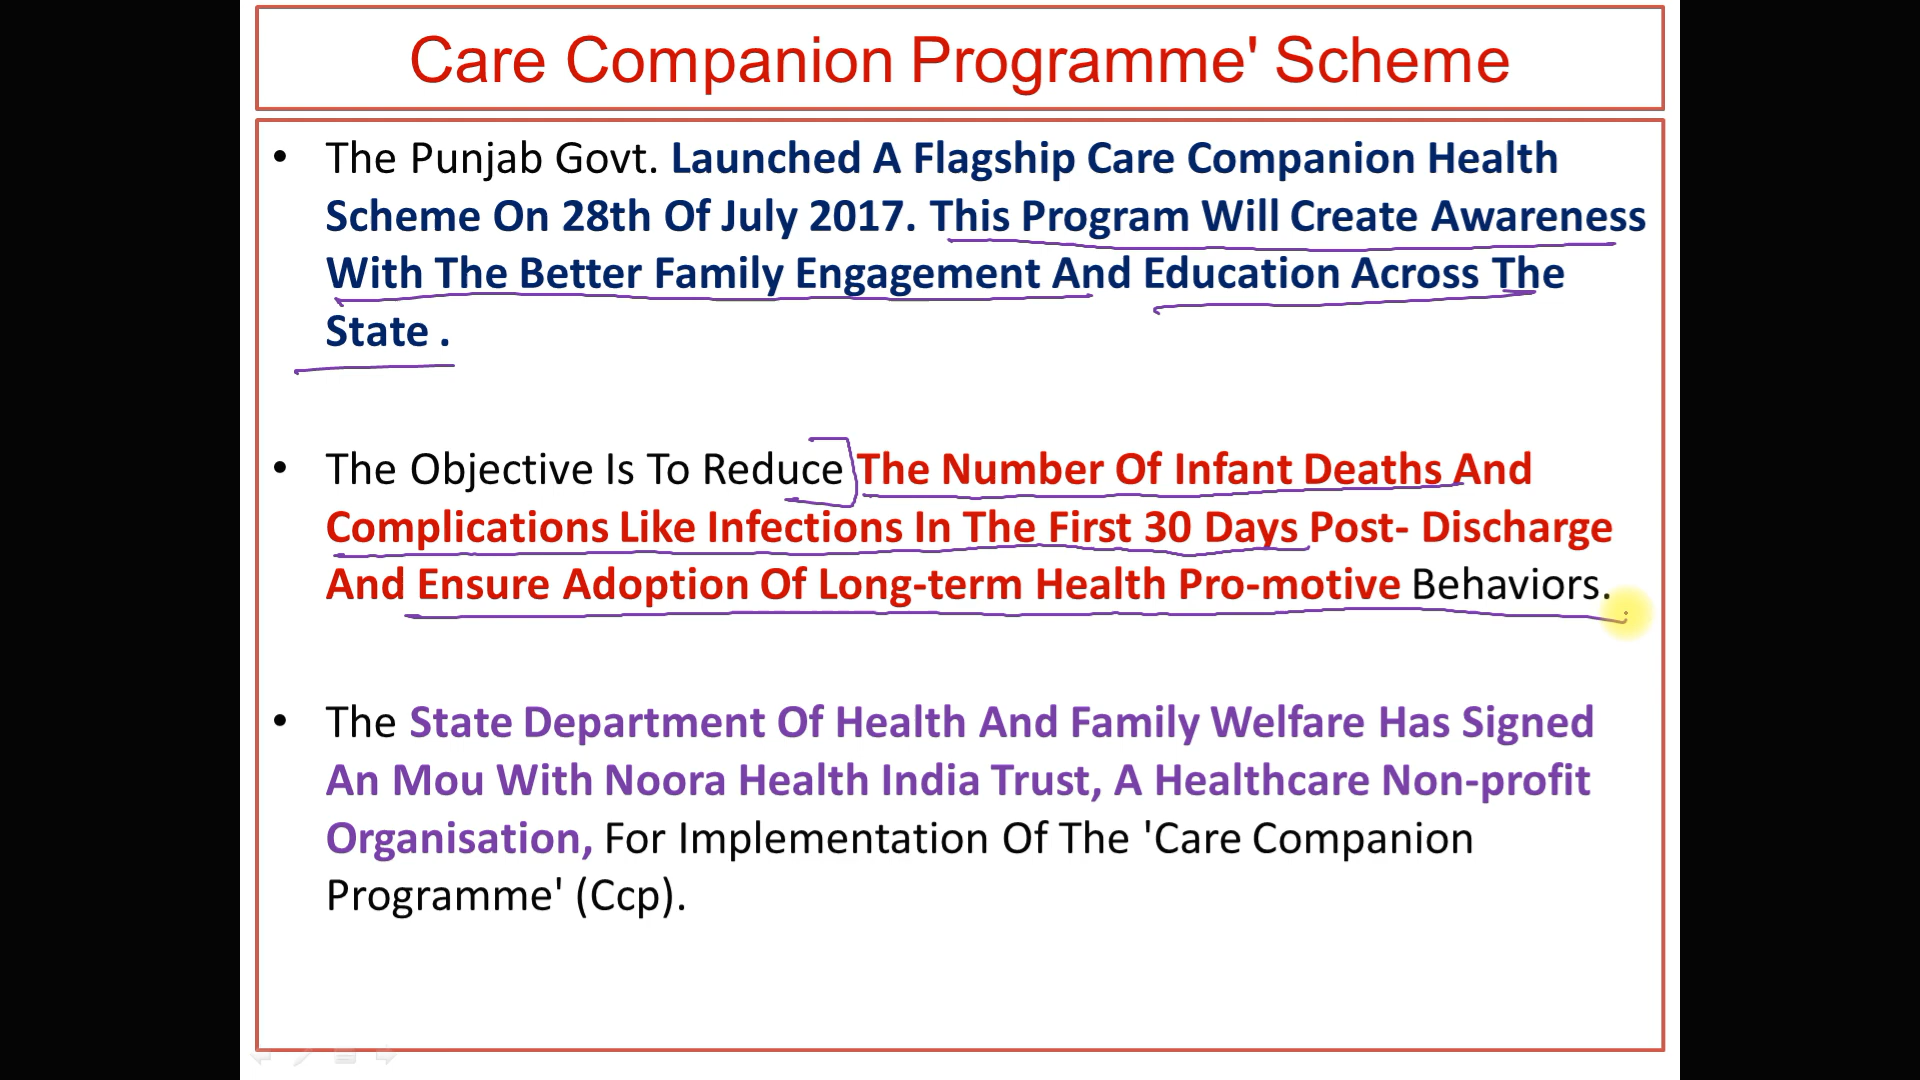 Care Companion Programme' Scheme
• The Punjab Govt. Launched A Flagship Care Companion Health
Scheme On 28th Of July 2017. This Program Will Create Awareness
With The Better Family Engagement And Education Across The
State .
• The Objective Is To Reduce The Number Of Infant Deaths And
Complications Like Infections In The First 30 Days Post- Discharge
And Ensure Adoption Of Long-term Health Pro-motive Behaviors.
• The State Department Of Health And Family Welfare Has Signed
An Mou With Noora Health India Trust, A Healthcare Non-profit
Organisation, For Implementation Of The 'Care Companion
Programme' (Ccp).